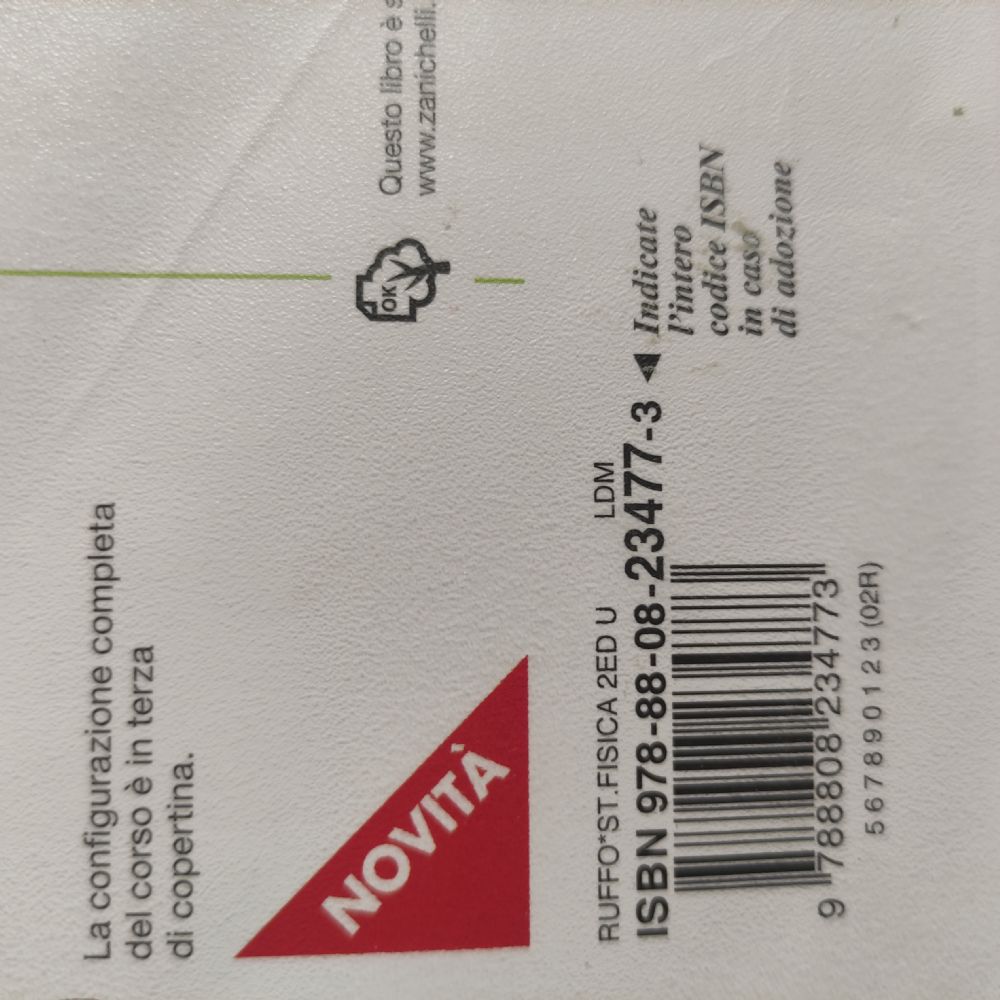 Questo libro è
www.zanichelli.
OK
La configurazione completa
del corso è in terza
di copertina.
NOVITÀ
RUFFO*ST.FISICA 2ED U LDM
ISBN 978-88-08-23477-3
Indicate
l'intero
codice ISBN
in caso
di adozione
9 788808 234773
5 6 7 8 9 0 1 2 3 (02R)